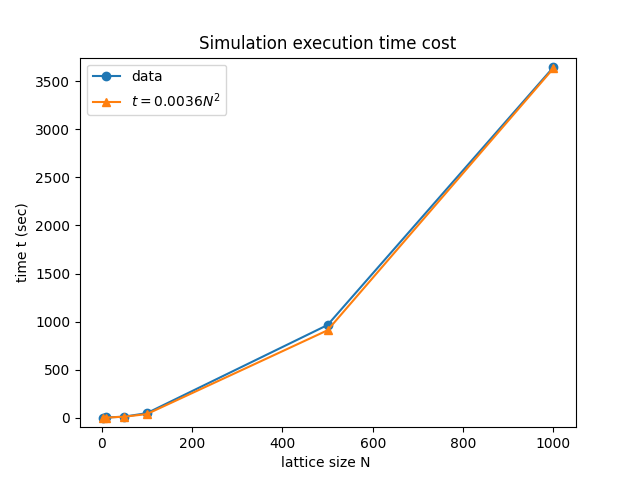 Simulation execution time cost
data
t = 0.0036N²
3500
3000
2500
2000
1500
1000
500
0
time t (sec)
0 200 400 600 800 1000
lattice size N